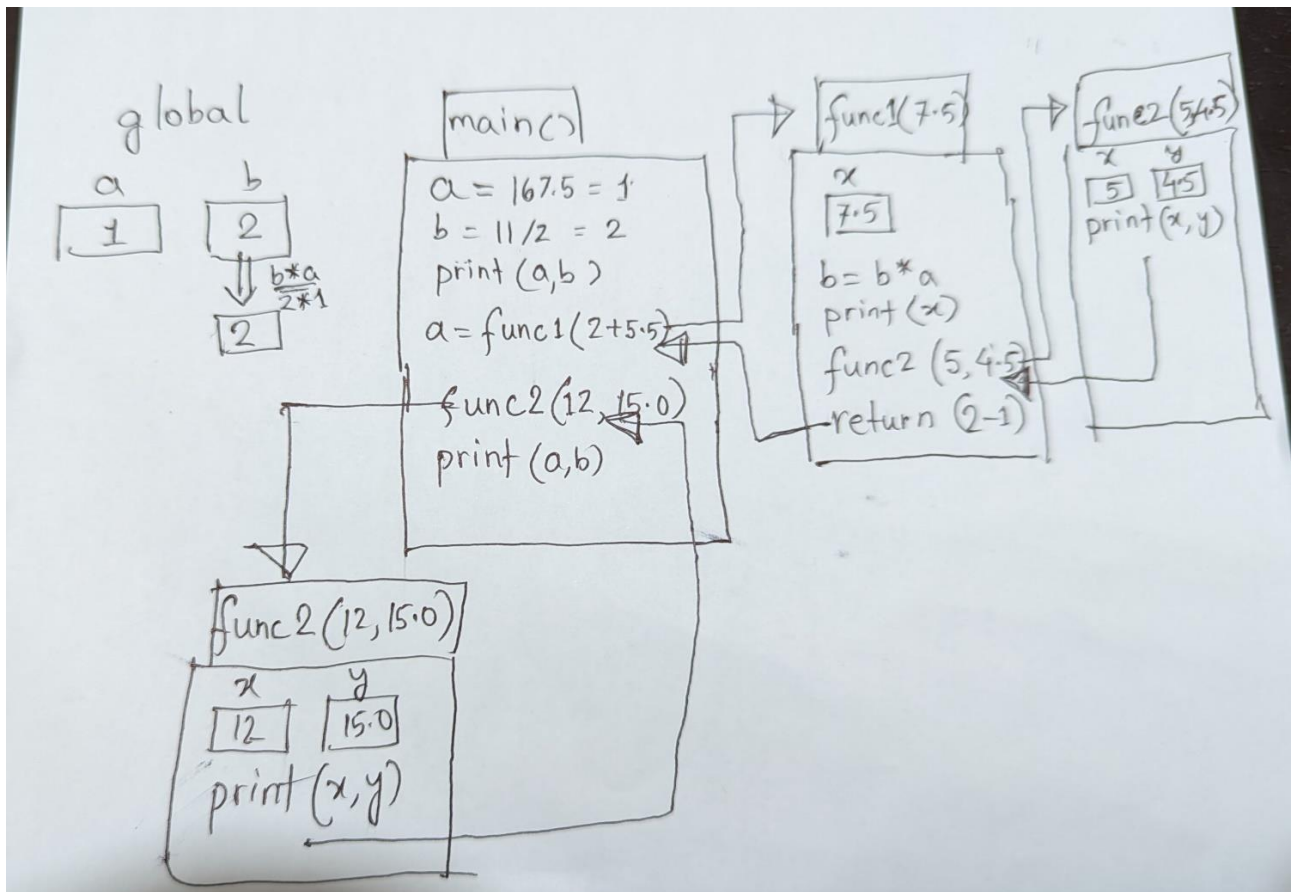 global
a b
1 2
b*a
2*1
2
main()
a = 167.5 = 1
b = 11/2 = 2
print (a,b)
a = func1 (2+5.5)
func2 (12, 15.0)
print (a,b)
func1 (7.5)
x
7.5
b = b*a
print (x)
func2 (5, 4.5)
return (2-1)
func2 (5,4.5)
x y
5 4.5
print (x, y)
func2 (12, 15.0)
x y
12 15.0
print (x, y)